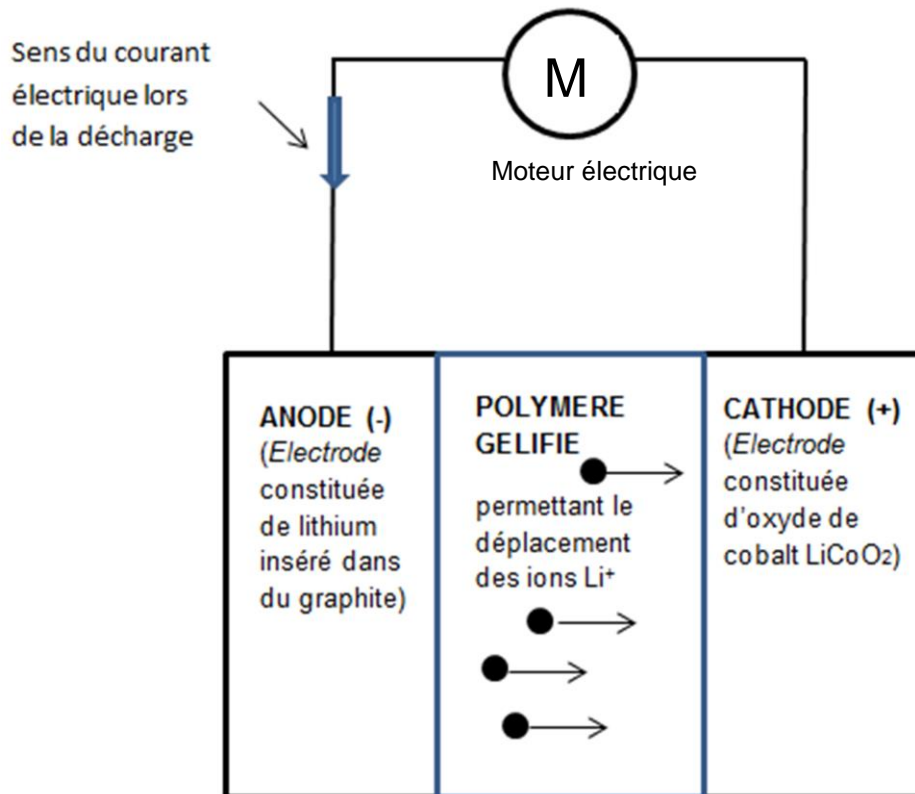 Sens du courant
électrique lors
de la décharge
M
Moteur électrique
ANODE (-)
(Electrode
constituée
de lithium
inséré dans
du graphite)
POLYMERE
GELIFIE
permettant le
déplacement
des ions Li⁺
CATHODE (+)
(Electrode
constituée
d'oxyde de
cobalt LiCoO₂)